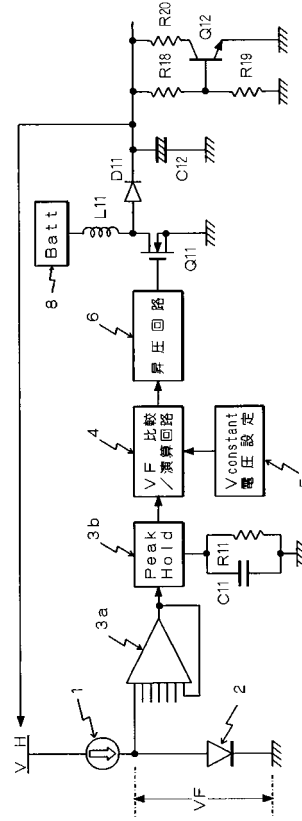 V H
1
2
VF
3a
3b
Peak
Hold
C11
R11
4
VF 比較
/演算回路
Vconstant
電圧設定
6
昇圧回路
8
Batt
L11
D11
Q11
C12
R18
R20
Q12
R19